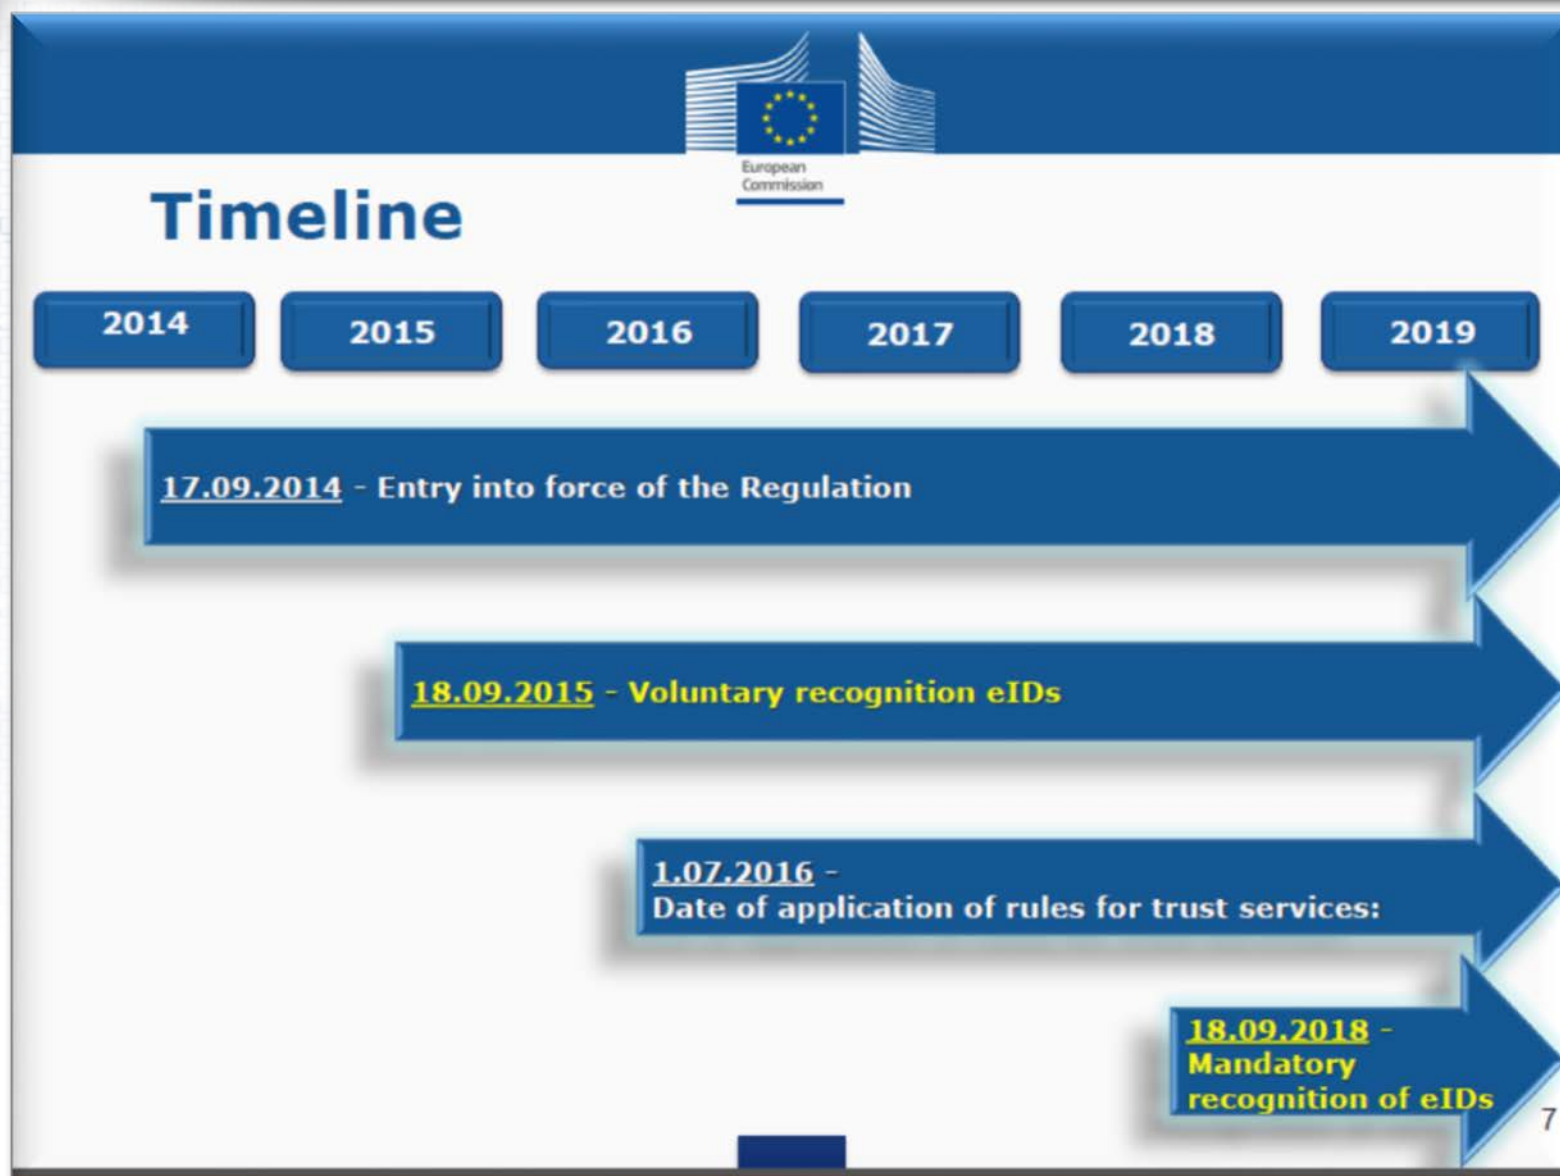 European
Commission
Timeline
2014 2015 2016 2017 2018 2019
17.09.2014 - Entry into force of the Regulation
18.09.2015 - Voluntary recognition eIDs
1.07.2016 -
Date of application of rules for trust services:
18.09.2018 -
Mandatory
recognition of eIDs
7